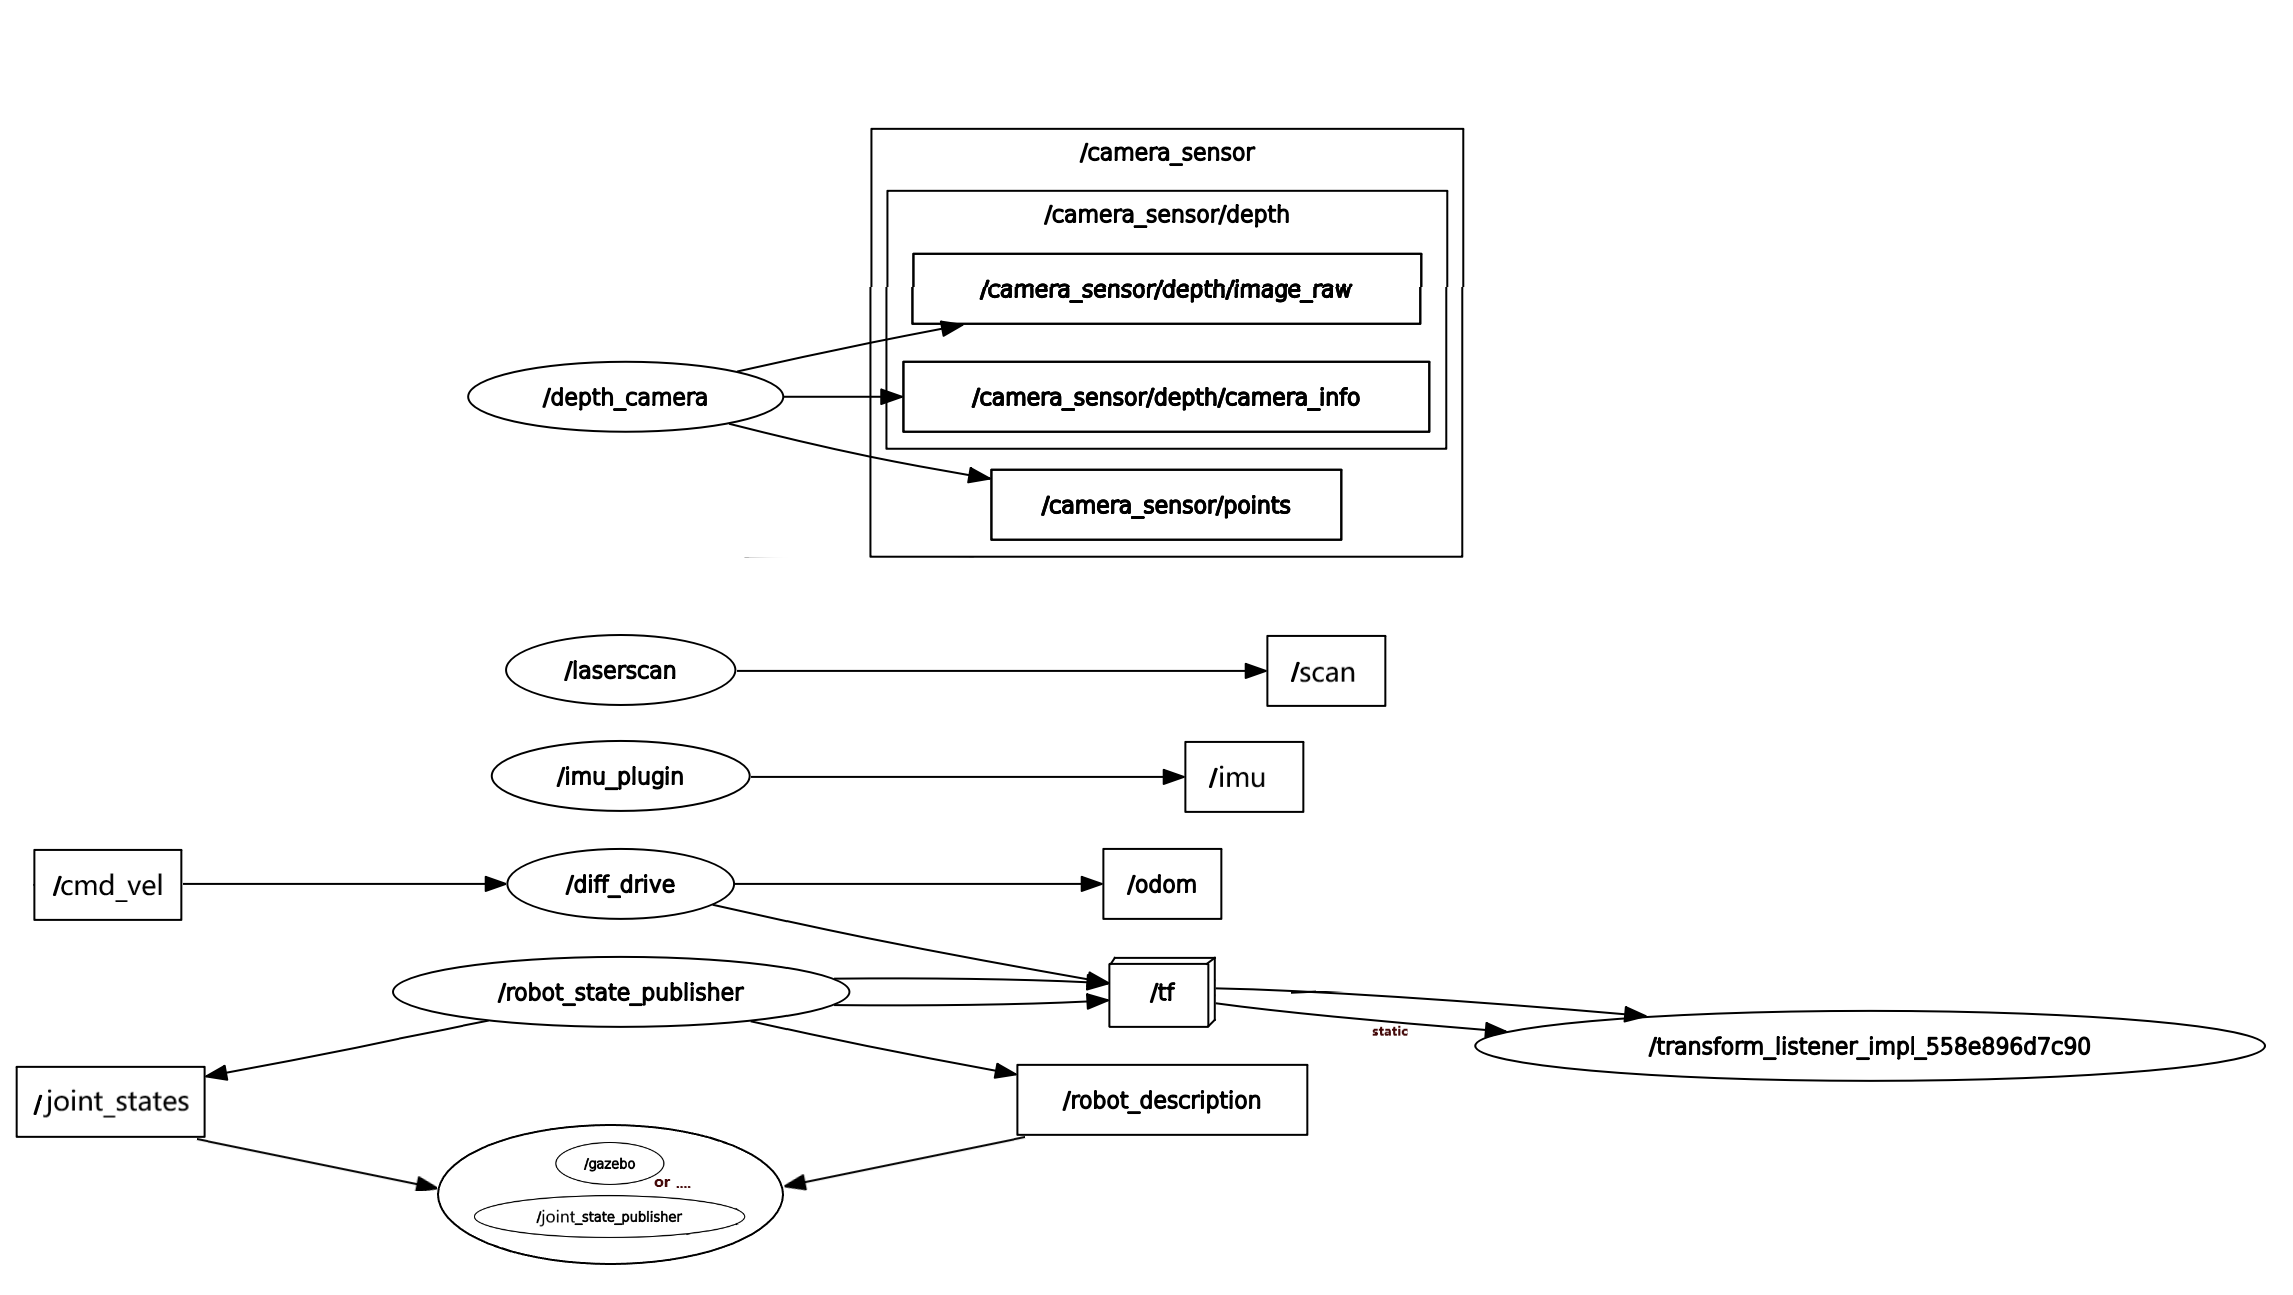 /camera_sensor
/camera_sensor/depth
/camera_sensor/depth/image_raw
/depth_camera
/camera_sensor/depth/camera_info
/camera_sensor/points
/laserscan
/scan
/imu_plugin
/imu
/cmd_vel
/diff_drive
/odom
/robot_state_publisher
/tf
static
/transform_listener_impl_558e896d7c90
/joint_states
/robot_description
/gazebo
or ....
/joint_state_publisher